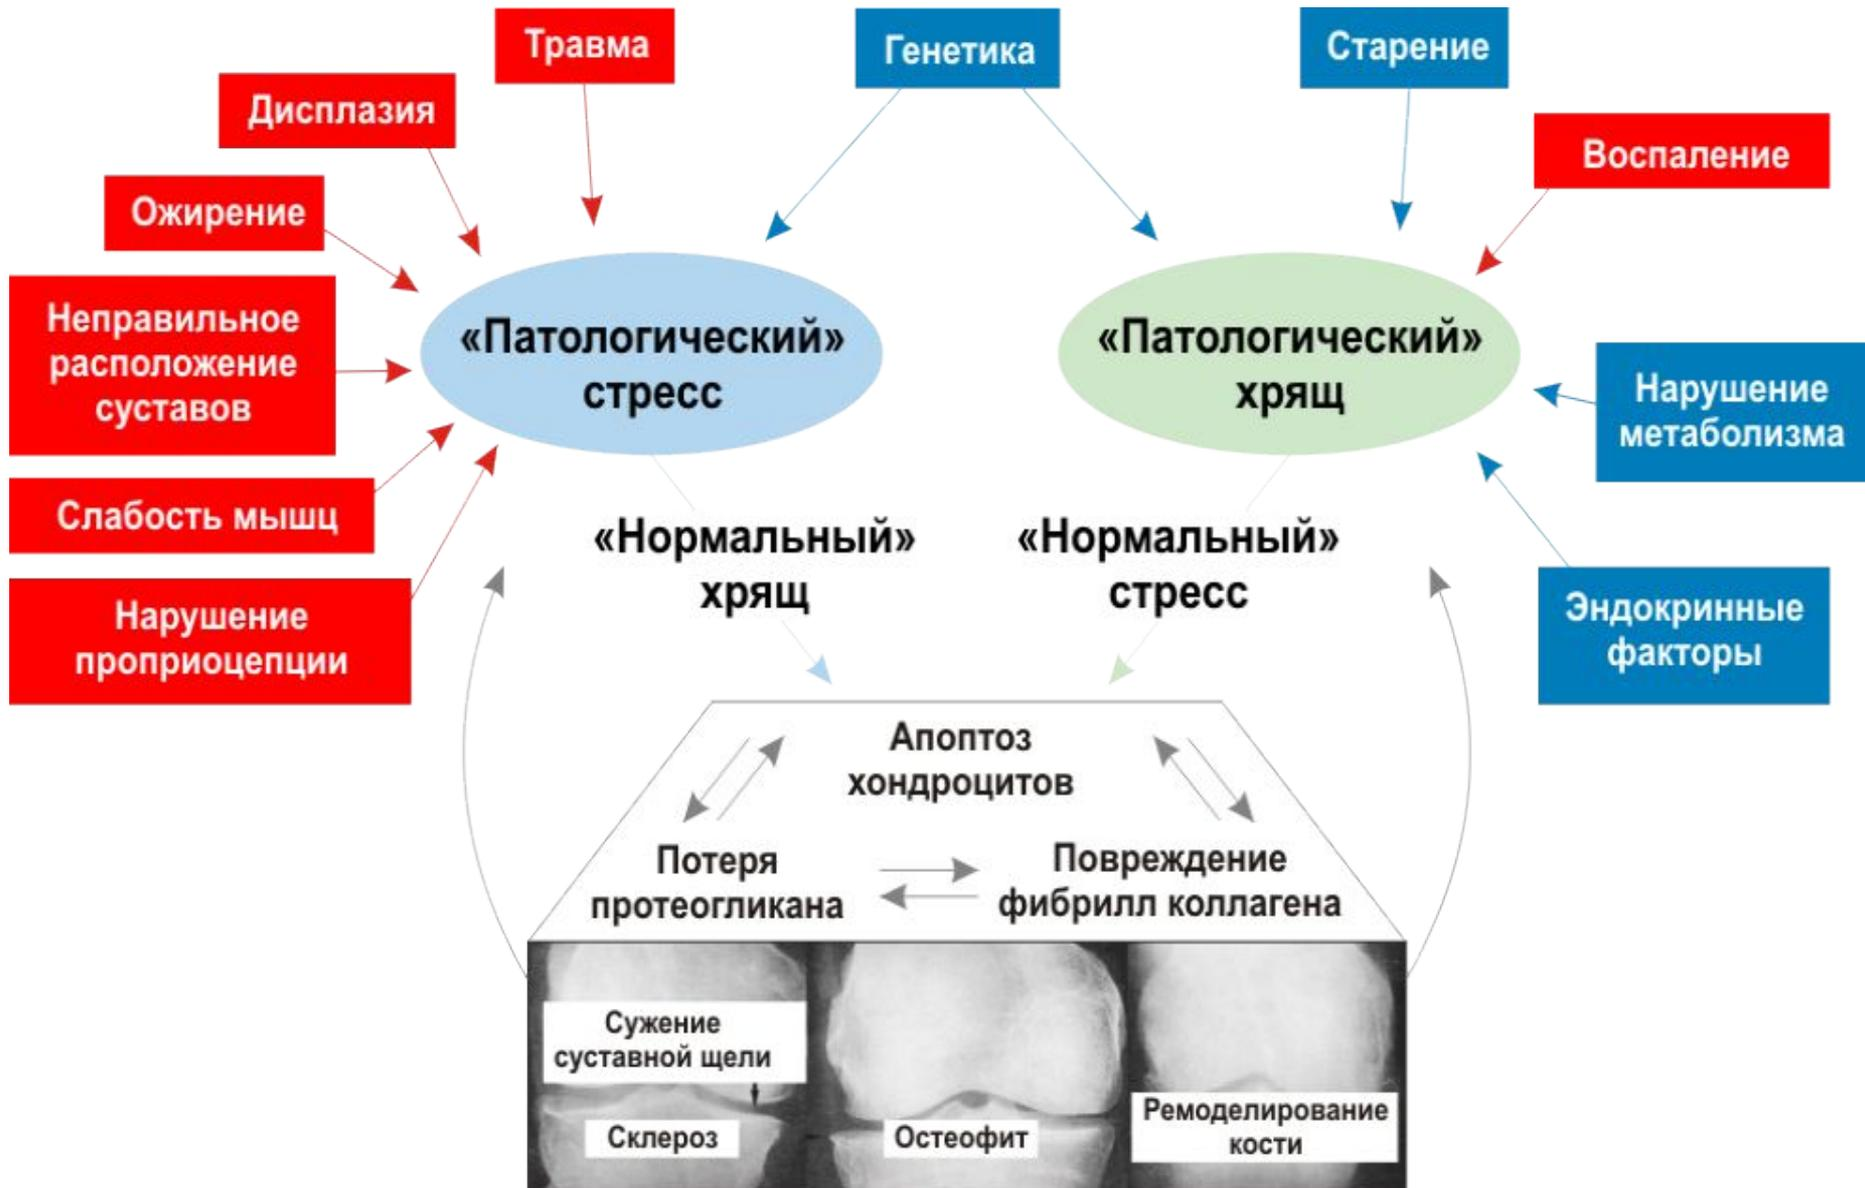 Травма
Генетика
Старение
Дисплазия
Воспаление
Ожирение
Неправильное
расположение
суставов
«Патологический»
стресс
«Патологический»
хрящ
Нарушение
метаболизма
Слабость мышц
«Нормальный»
хрящ
«Нормальный»
стресс
Нарушение
проприоцепции
Эндокринные
факторы
Апоптоз
хондроцитов
Потеря
протеогликана
Повреждение
фибрилл коллагена
Сужение
суставной щели
Склероз
Остеофит
Ремоделирование
кости